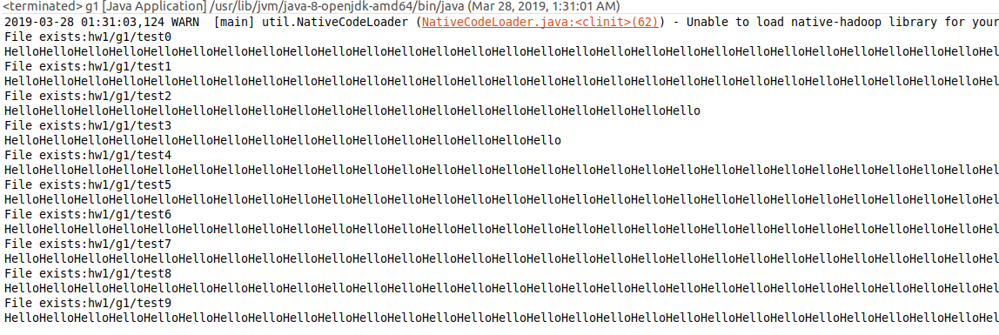 <terminated> g1 [Java Application] /usr/lib/jvm/java-8-openjdk-amd64/bin/java (Mar 28, 2019, 1:31:01 AM)
2019-03-28 01:31:03,124 WARN  [main] util.NativeCodeLoader (NativeCodeLoader.java:<clinit>(62)) - Unable to load native-hadoop library for your
File exists:hw1/g1/test0
HelloHelloHelloHelloHelloHelloHelloHelloHelloHelloHelloHelloHelloHelloHelloHelloHelloHelloHelloHelloHelloHelloHelloHelloHelloHelloHelloHelloHel
File exists:hw1/g1/test1
HelloHelloHelloHelloHelloHelloHelloHelloHelloHelloHelloHelloHelloHelloHelloHelloHelloHelloHelloHelloHelloHelloHelloHelloHelloHelloHelloHelloHel
File exists:hw1/g1/test2
HelloHelloHelloHelloHelloHelloHelloHelloHelloHelloHelloHelloHelloHelloHelloHelloHelloHelloHelloHello
File exists:hw1/g1/test3
HelloHelloHelloHelloHelloHelloHelloHelloHelloHelloHelloHelloHelloHelloHelloHello
File exists:hw1/g1/test4
HelloHelloHelloHelloHelloHelloHelloHelloHelloHelloHelloHelloHelloHelloHelloHelloHelloHelloHelloHelloHelloHelloHelloHelloHelloHelloHelloHelloHel
File exists:hw1/g1/test5
HelloHelloHelloHelloHelloHelloHelloHelloHelloHelloHelloHelloHelloHelloHelloHelloHelloHelloHelloHelloHelloHelloHelloHelloHelloHelloHelloHelloHel
File exists:hw1/g1/test6
HelloHelloHelloHelloHelloHelloHelloHelloHelloHelloHelloHelloHelloHelloHelloHelloHelloHelloHelloHelloHelloHelloHelloHelloHelloHelloHelloHelloHel
File exists:hw1/g1/test7
HelloHelloHelloHelloHelloHelloHelloHelloHelloHelloHelloHelloHelloHelloHelloHelloHelloHelloHelloHelloHelloHelloHelloHelloHelloHelloHelloHelloHel
File exists:hw1/g1/test8
HelloHelloHelloHelloHelloHelloHelloHelloHelloHelloHelloHelloHelloHelloHelloHelloHelloHelloHelloHelloHelloHelloHelloHelloHelloHelloHelloHelloHel
File exists:hw1/g1/test9
HelloHelloHelloHelloHelloHelloHelloHelloHelloHelloHelloHelloHelloHelloHelloHelloHelloHelloHelloHelloHelloHelloHelloHelloHelloHelloHelloHelloHel